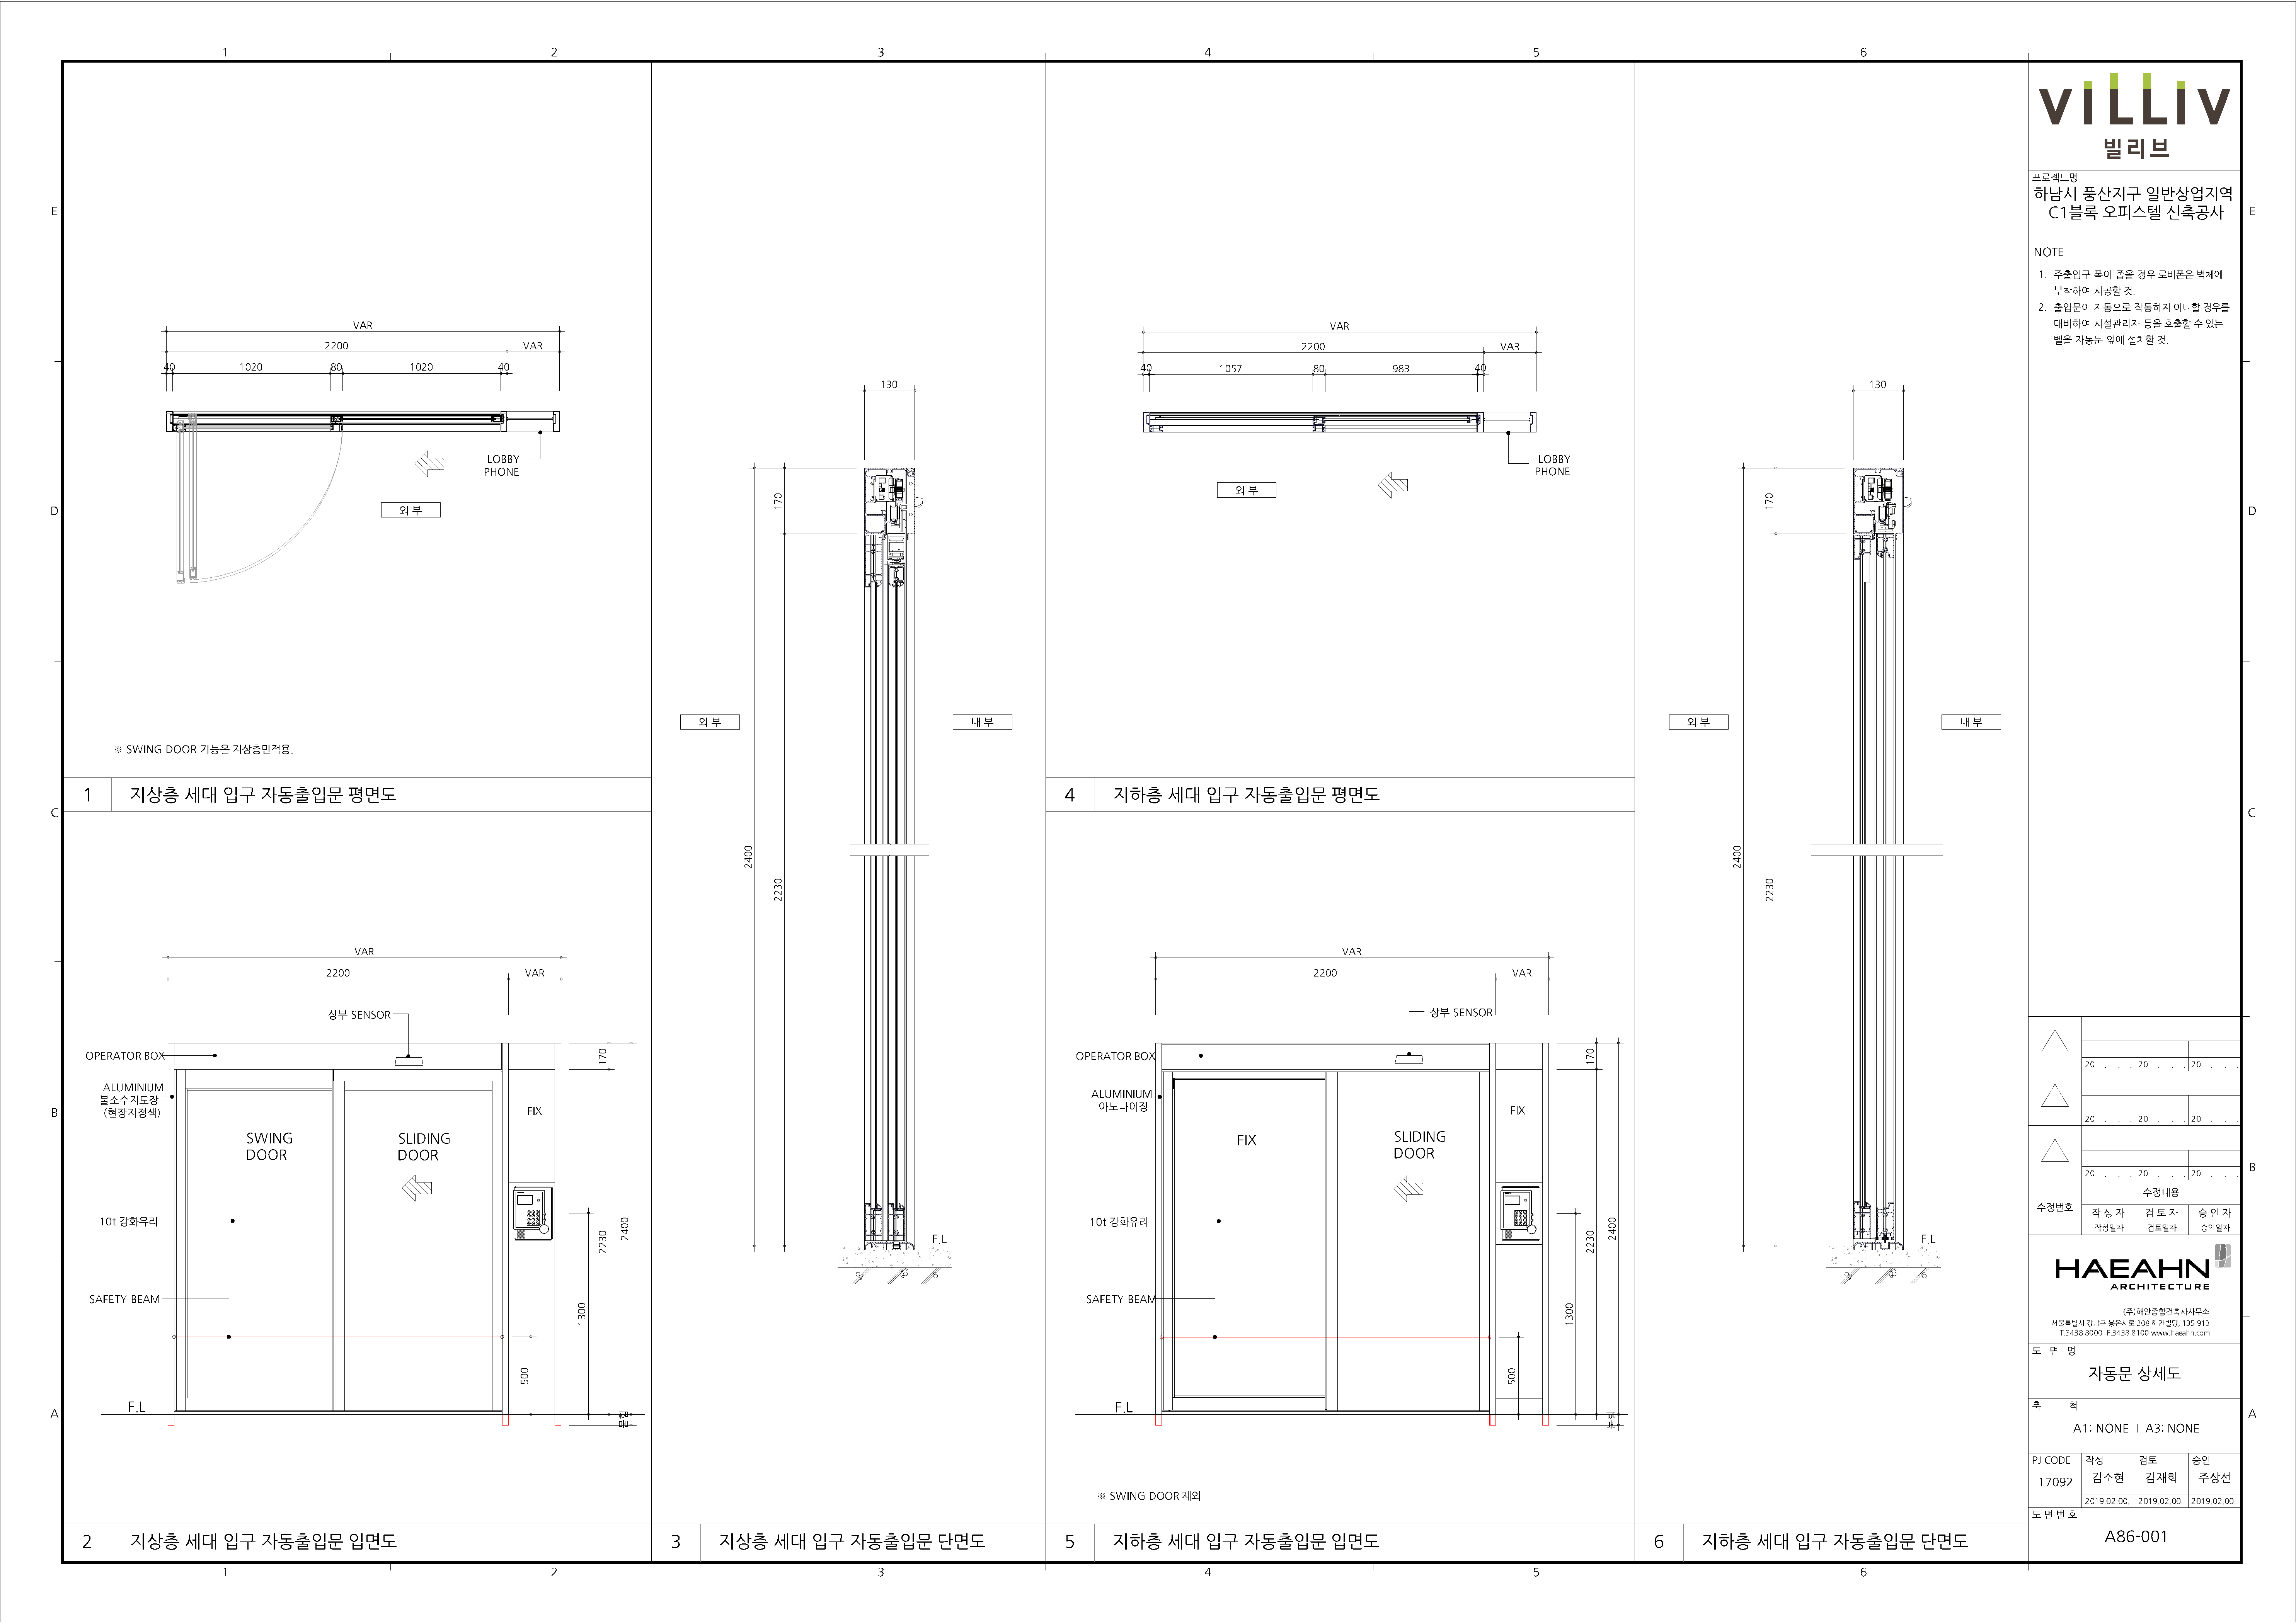 1 2 3 4 5 6
E
D
C
B
A
VAR
2200
VAR
40
1020
80
1020
40
LOBBY
PHONE
외 부
※ SWING DOOR 기능은 지상층만적용.
1 지상층 세대 입구 자동출입문 평면도
VAR
2200
VAR
상부 SENSOR
OPERATOR BOX
170
ALUMINIUM
불소수지도장
(현장지정색)
FIX
SWING
DOOR
SLIDING
DOOR
10t 강화유리
2230
2400
SAFETY BEAM
1300
500
F.L
묻힘
2 지상층 세대 입구 자동출입문 입면도
130
170
외 부
내 부
2400
2230
F.L
3 지상층 세대 입구 자동출입문 단면도
VAR
2200
VAR
40
1057
80
983
40
LOBBY
PHONE
외 부
4 지하층 세대 입구 자동출입문 평면도
VAR
2200
VAR
상부 SENSOR
OPERATOR BOX
170
ALUMINIUM
아노다이징
FIX
FIX
SLIDING
DOOR
10t 강화유리
2230
2400
SAFETY BEAM
1300
500
F.L
묻힘
※ SWING DOOR 제외
5 지하층 세대 입구 자동출입문 입면도
130
170
외 부
내 부
2400
2230
F.L
6 지하층 세대 입구 자동출입문 단면도
VILLIV
빌리브
프로젝트명
하남시 풍산지구 일반상업지역
C1블록 오피스텔 신축공사
NOTE
1. 주출입구 폭이 좁을 경우 로비폰은 벽체에
부착하여 시공할 것.
2. 출입문이 자동으로 작동하지 아니할 경우를
대비하여 시설관리자 등을 호출할 수 있는
벨을 자동문 옆에 설치할 것.
20 . . . 20 . . . 20 . . .
20 . . . 20 . . . 20 . . .
20 . . . 20 . . . 20 . . .
수정번호
수정내용
작 성 자 검 토 자 승 인 자
작성일자 검토일자 승인일자
HAEAHN
ARCHITECTURE
(주)해안종합건축사사무소
서울특별시 강남구 봉은사로 208 해안빌딩, 135-913
T.3438 8000 F.3438 8100 www.haeahn.com
도 면 명
자동문 상세도
축 척
A1: NONE I A3: NONE
PJ CODE 작성 검토 승인
17092 김소현 김재희 주상선
2019.02.00. 2019.02.00. 2019.02.00.
도면번호
A86-001
E
D
C
B
A
1 2 3 4 5 6